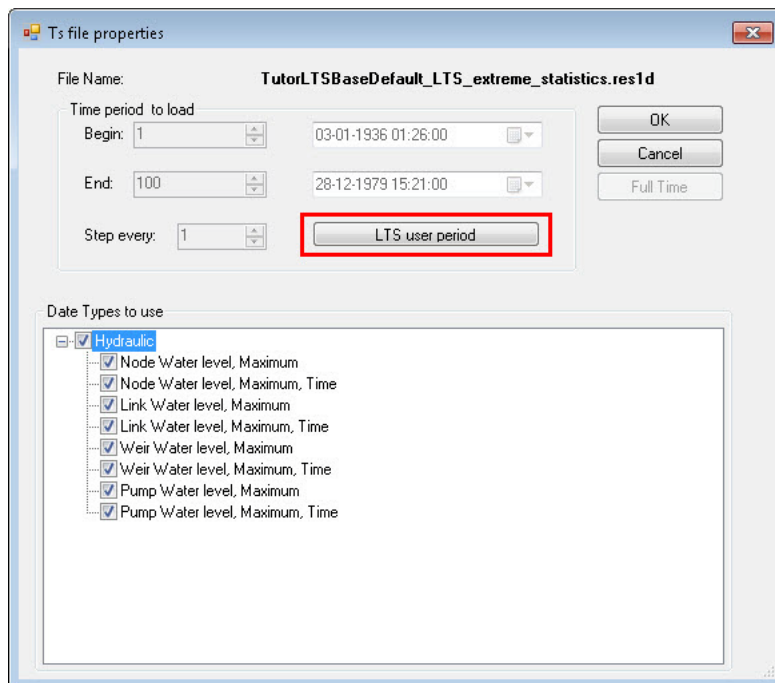 Ts file properties
File Name: TutorLTSBaseDefault_LTS_extreme_statistics.res1d
Time period to load
Begin: 1 03-01-1936 01:26:00
OK
Cancel
End: 100 28-12-1979 15:21:00
Full Time
Step every: 1 LTS user period
Date Types to use
Hydraulic
Node Water level, Maximum
Node Water level, Maximum, Time
Link Water level, Maximum
Link Water level, Maximum, Time
Weir Water level, Maximum
Weir Water level, Maximum, Time
Pump Water level, Maximum
Pump Water level, Maximum, Time